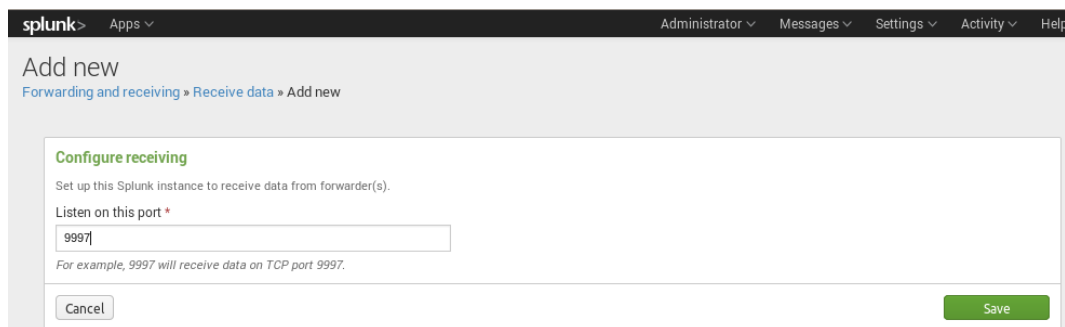 splunk> Apps Administrator Messages Settings Activity Help
Add new
Forwarding and receiving » Receive data » Add new
Configure receiving
Set up this Splunk instance to receive data from forwarder(s).
Listen on this port *
9997
For example, 9997 will receive data on TCP port 9997.
Cancel Save